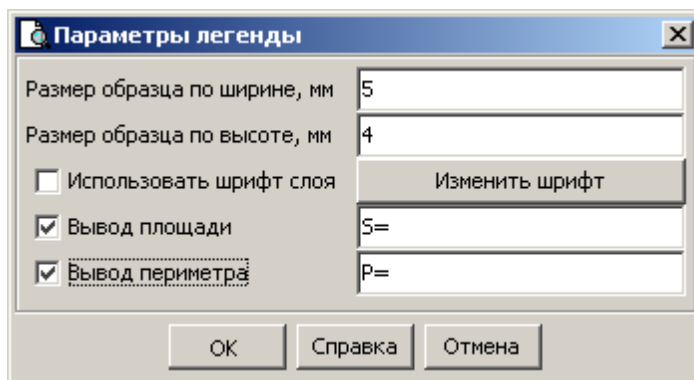 Параметры легенды
Размер образца по ширине, мм 5
Размер образца по высоте, мм 4
Использовать шрифт слоя Изменить шрифт
Вывод площади S=
Вывод периметра P=
OK Справка Отмена